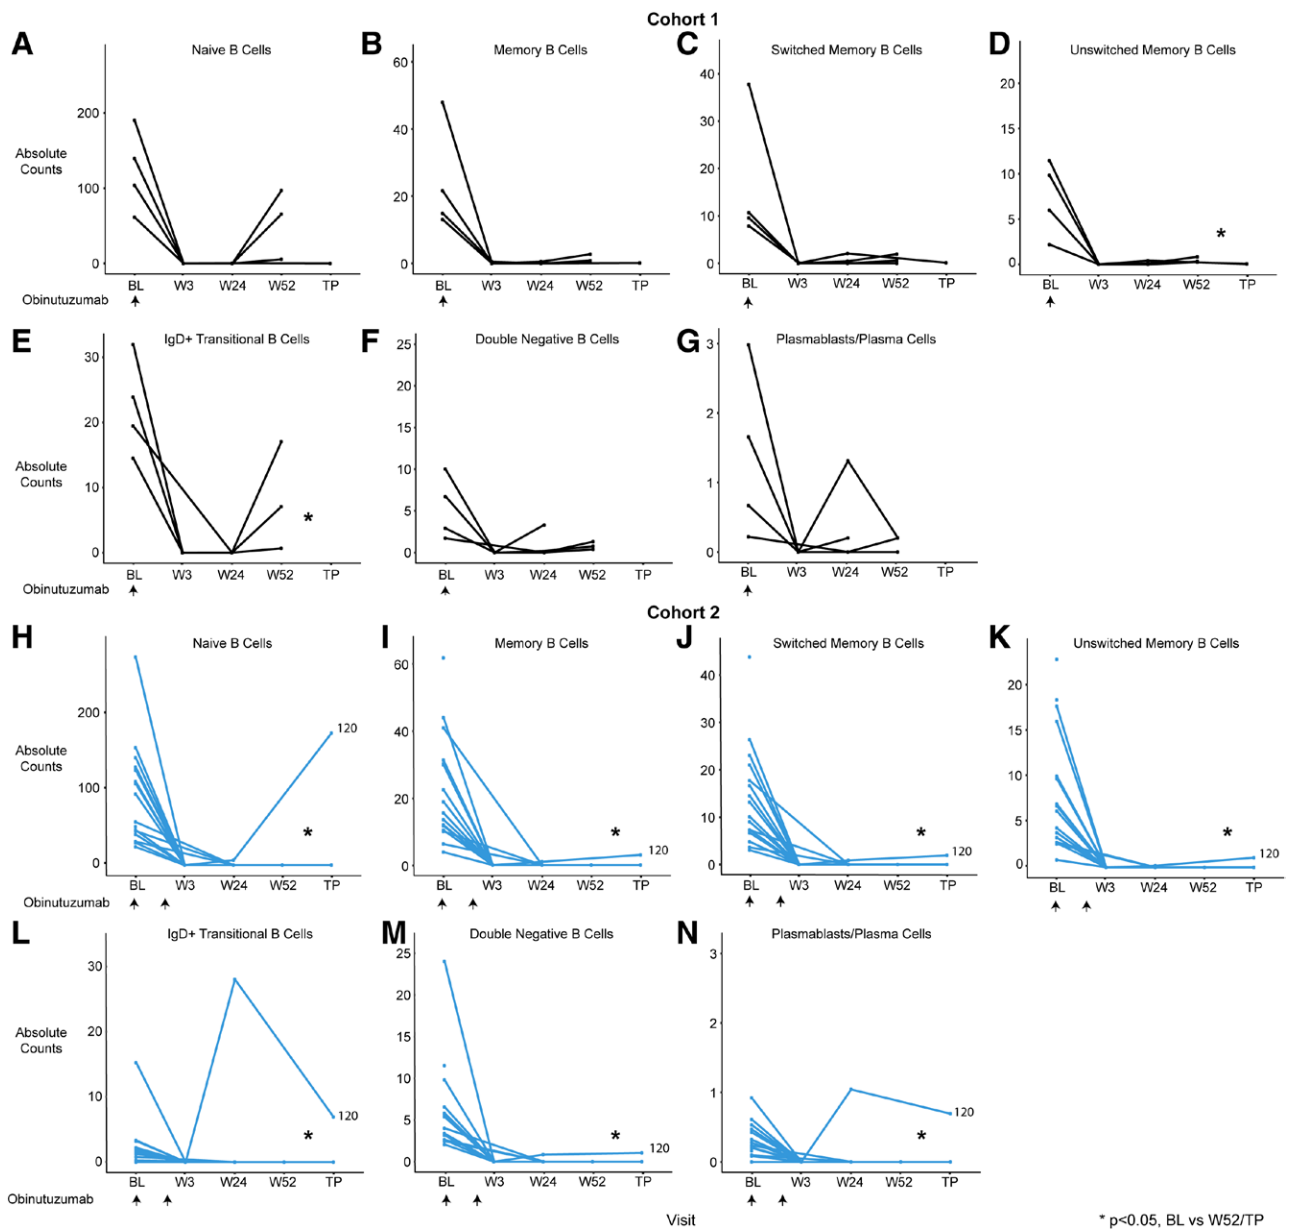 Cohort 1
A
Naive B Cells
B
Memory B Cells
C
Switched Memory B Cells
D
Unswitched Memory B Cells
Absolute
Counts
200
100
0
60
40
20
0
40
30
20
10
0
20
15
10
5
0
*
BL W3 W24 W52 TP
BL W3 W24 W52 TP
BL W3 W24 W52 TP
BL W3 W24 W52 TP
Obinutuzumab
E
IgD+ Transitional B Cells
F
Double Negative B Cells
G
Plasmablasts/Plasma Cells
Absolute
Counts
30
20
10
0
*
25
20
15
10
5
0
3
2
1
0
BL W3 W24 W52 TP
BL W3 W24 W52 TP
BL W3 W24 W52 TP
Obinutuzumab
Cohort 2
H
Naive B Cells
I
Memory B Cells
J
Switched Memory B Cells
K
Unswitched Memory B Cells
Absolute
Counts
200
100
0
120
*
60
40
20
0
120
*
40
30
20
10
0
120
*
20
15
10
5
0
120
*
BL W3 W24 W52 TP
BL W3 W24 W52 TP
BL W3 W24 W52 TP
BL W3 W24 W52 TP
Obinutuzumab
L
IgD+ Transitional B Cells
M
Double Negative B Cells
N
Plasmablasts/Plasma Cells
Absolute
Counts
30
20
10
0
120
*
25
20
15
10
5
0
120
*
3
2
1
0
120
*
BL W3 W24 W52 TP
BL W3 W24 W52 TP
BL W3 W24 W52 TP
Obinutuzumab
Visit
* p<0.05, BL vs W52/TP